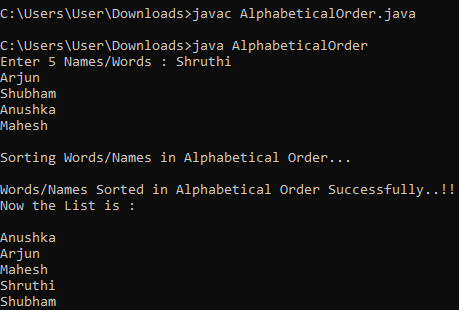 C:\Users\User\Downloads>javac AlphabeticalOrder.java
C:\Users\User\Downloads>java AlphabeticalOrder
Enter 5 Names/Words : Shruthi
Arjun
Shubham
Anushka
Mahesh
Sorting Words/Names in Alphabetical Order...
Words/Names Sorted in Alphabetical Order Successfully..!!
Now the List is :
Anushka
Arjun
Mahesh
Shruthi
Shubham